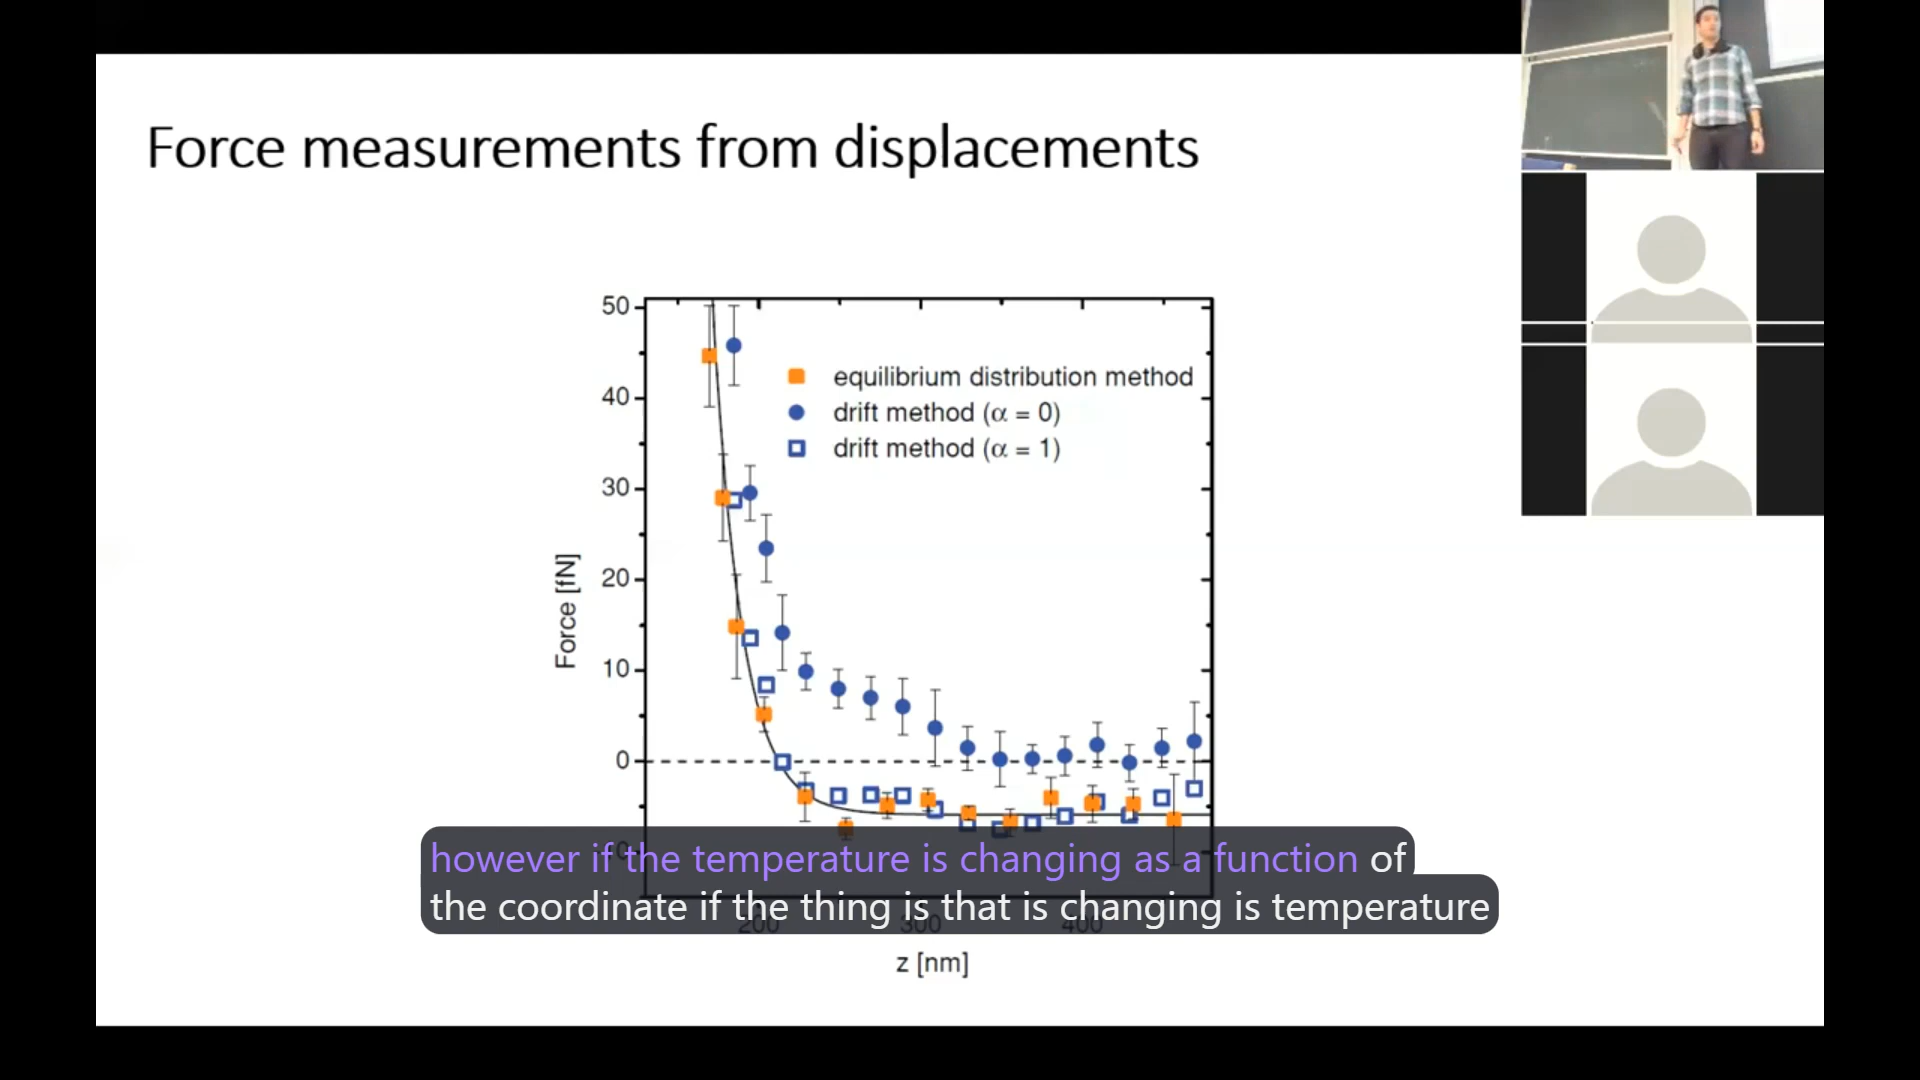 Force measurements from displacements
50
40
30
20
10
0
Force [fN]
equilibrium distribution method
drift method (α = 0)
drift method (α = 1)
however if the temperature is changing as a function of
the coordinate if the thing is that is changing is temperature
200
300
400
z [nm]